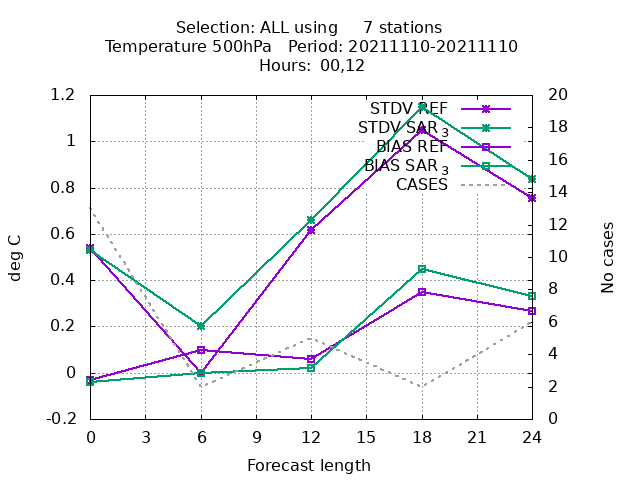 Selection: ALL using 7 stations
Temperature 500hPa Period: 20211110-20211110
Hours: 00,12
1.2
1
0.8
0.6
0.4
0.2
0
-0.2
deg C
STDV REF
STDV SAR 3
BIAS REF
BIAS SAR 3
CASES
20
18
16
14
12
10
8
6
4
2
0
No cases
0 3 6 9 12 15 18 21 24
Forecast length